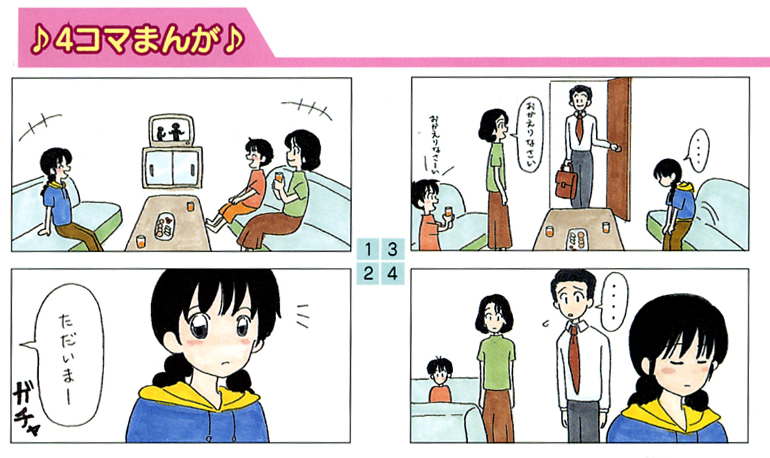 ♪4コマまんが♪
1 3
2 4
ただいまー
ガチャ
おかえりなさい
おかえりなさーい
・・・・
・・・・